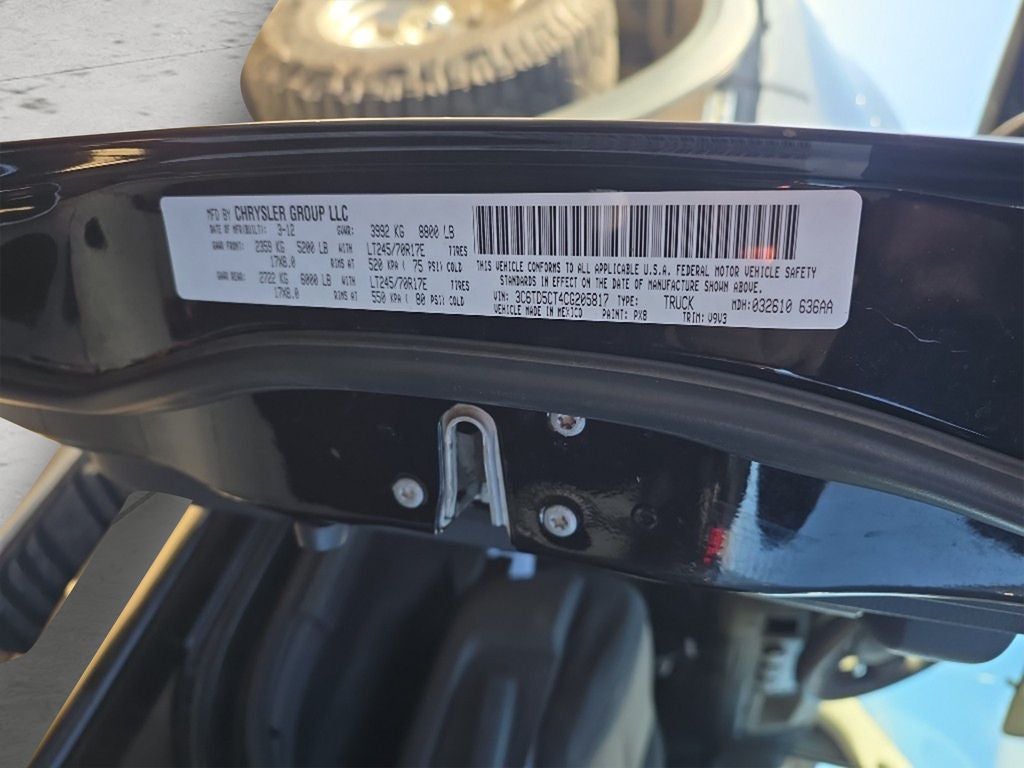 MFD BY CHRYSLER GROUP LLC
DATE OF MFR(BUILT): 3-12 GVWR: 3992 KG 8800 LB
GAWR FRONT: 2359 KG 5200 LB WITH LT245/70R17E TIRES
17X8.0 RIMS AT 520 KPA( 75 PSI) COLD
GAWR REAR: 2722 KG 6000 LB WITH LT245/70R17E TIRES
17X8.0 RIMS AT 550 KPA( 80 PSI) COLD
THIS VEHICLE CONFORMS TO ALL APPLICABLE U.S.A. FEDERAL MOTOR VEHICLE SAFETY
STANDARDS IN EFFECT ON THE DATE OF MANUFACTURE SHOWN ABOVE.
VIN: 3C6TD5CT4CG205817 TYPE: TRUCK MDH:032610 636AA
VEHICLE MADE IN MEXICO PAINT: PX8 TRIM: V9V3